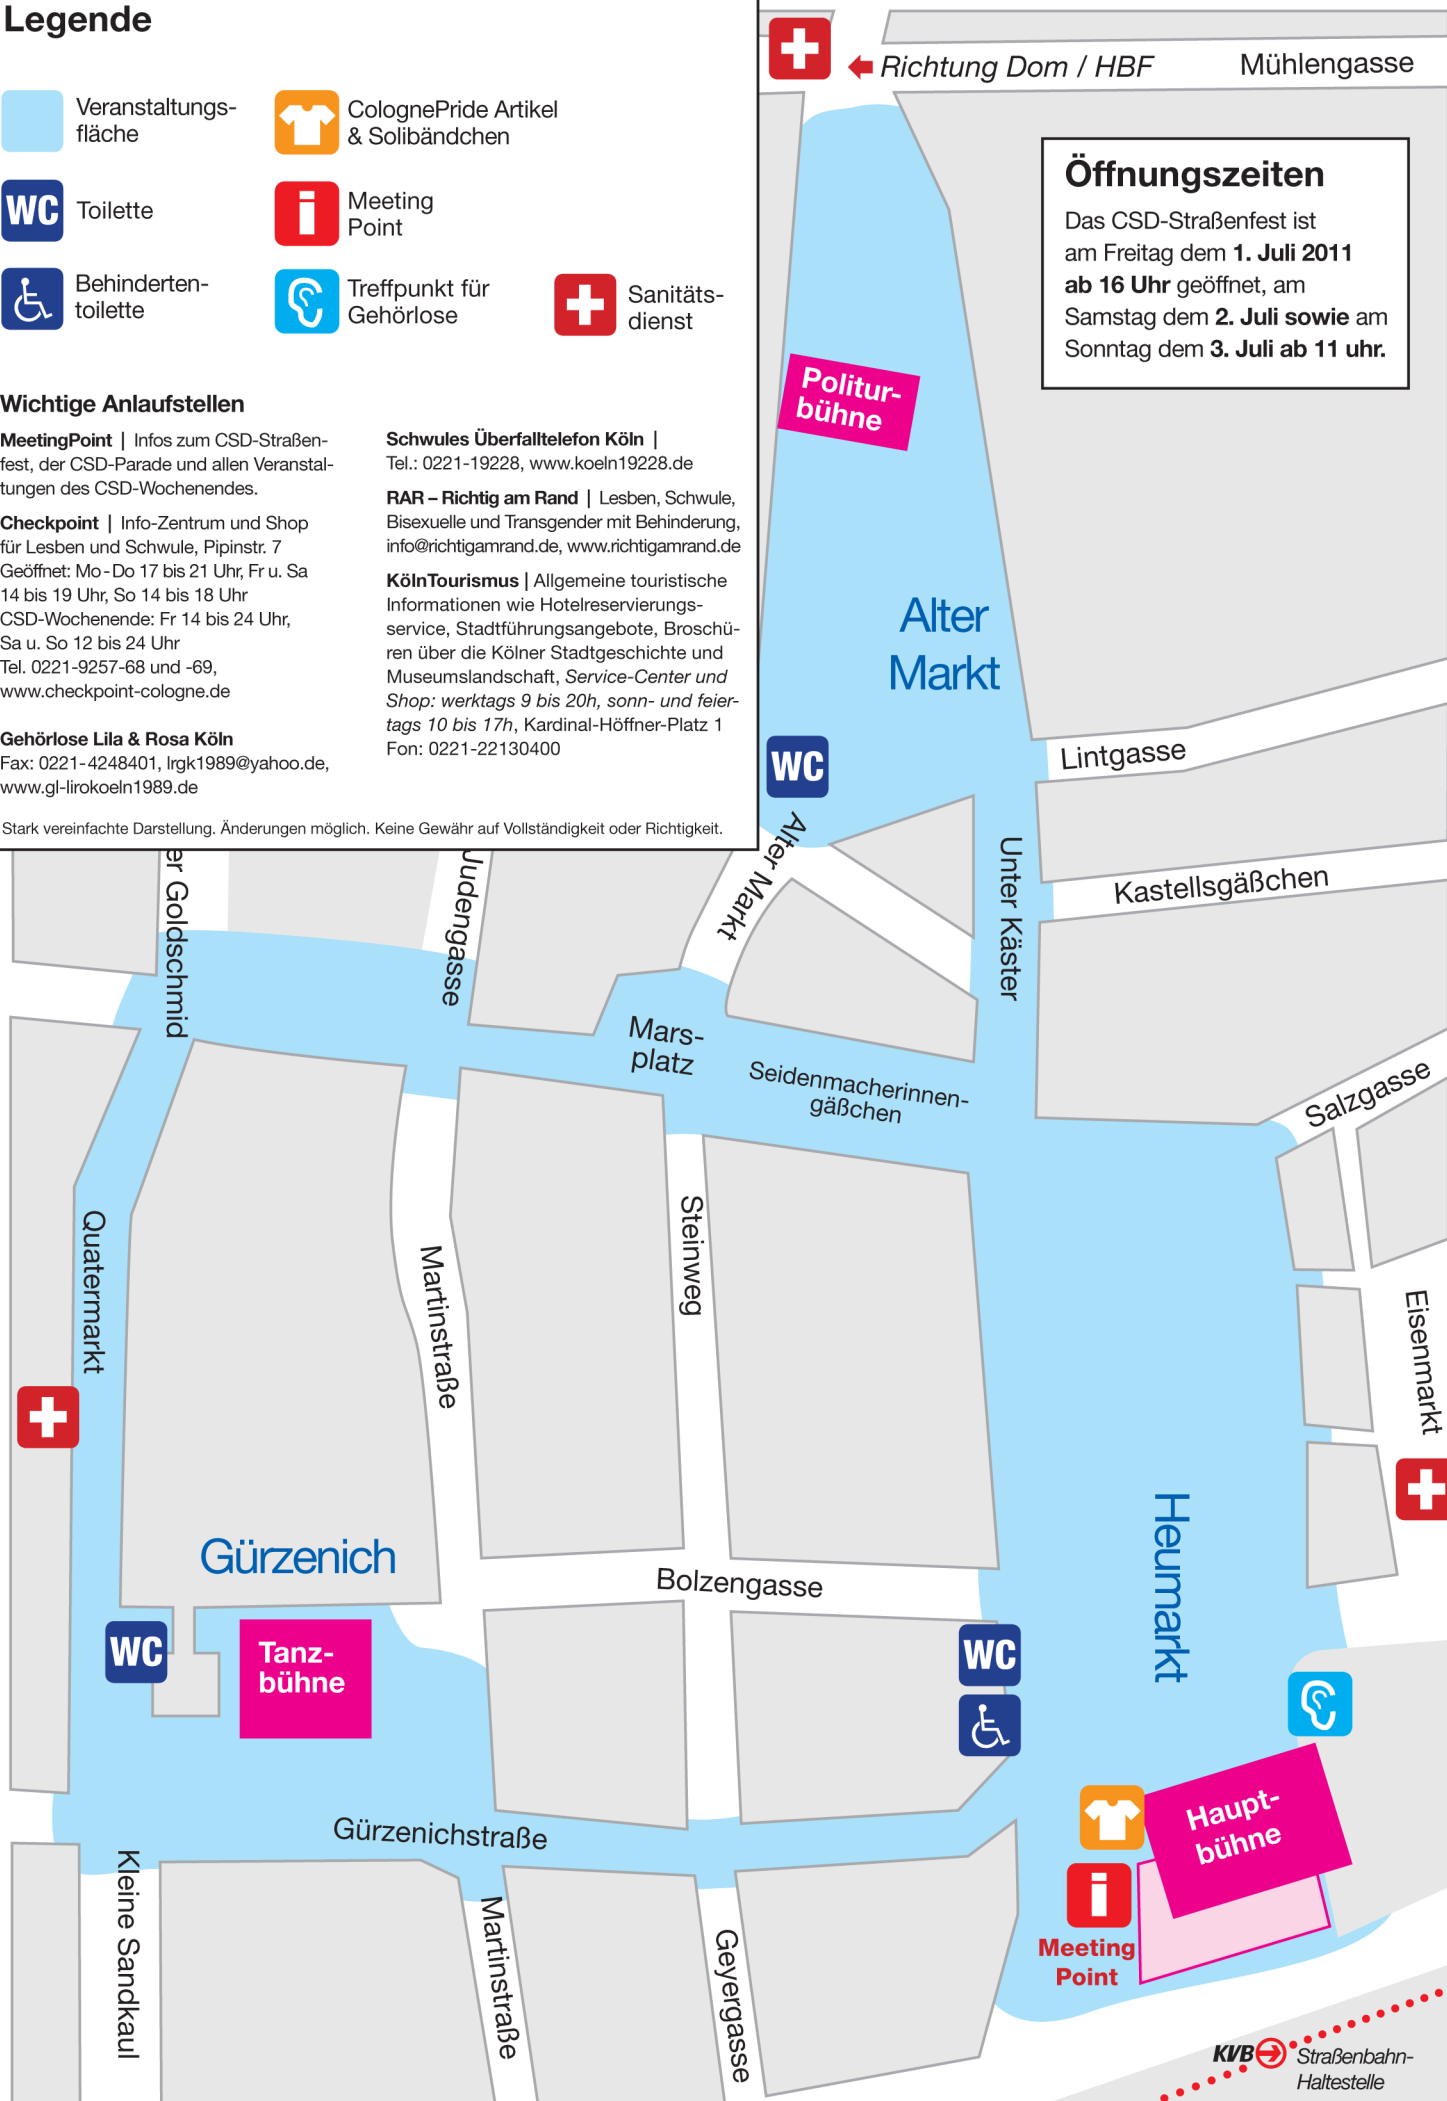 Legende
Veranstaltungs-
fläche
WC
Toilette
Behinderten-
toilette
ColognePride Artikel
& Solibändchen
i
Meeting
Point
Treffpunkt für
Gehörlose
Sanitäts-
dienst
Wichtige Anlaufstellen
MeetingPoint | Infos zum CSD-Straßen-
fest, der CSD-Parade und allen Veranstal-
tungen des CSD-Wochenendes.
Checkpoint | Info-Zentrum und Shop
für Lesben und Schwule, Pipinstr. 7
Geöffnet: Mo-Do 17 bis 21 Uhr, Fr u. Sa
14 bis 19 Uhr, So 14 bis 18 Uhr
CSD-Wochenende: Fr 14 bis 24 Uhr,
Sa u. So 12 bis 24 Uhr
Tel. 0221-9257-68 und -69,
www.checkpoint-cologne.de
Gehörlose Lila & Rosa Köln
Fax: 0221-4248401, lrgk1989@yahoo.de,
www.gl-lirokoeln1989.de
Schwules Überfalltelefon Köln |
Tel.: 0221-19228, www.koeln19228.de
RAR – Richtig am Rand | Lesben, Schwule,
Bisexuelle und Transgender mit Behinderung,
info@richtigamrand.de, www.richtigamrand.de
KölnTourismus | Allgemeine touristische
Informationen wie Hotelreservierungs-
service, Stadtführungsangebote, Broschü-
ren über die Kölner Stadtgeschichte und
Museumslandschaft, Service-Center und
Shop: werktags 9 bis 20h, sonn- und feier-
tags 10 bis 17h, Kardinal-Höffner-Platz 1
Fon: 0221-22130400
Stark vereinfachte Darstellung. Änderungen möglich. Keine Gewähr auf Vollständigkeit oder Richtigkeit.
Richtung Dom / HBF
Mühlengasse
Öffnungszeiten
Das CSD-Straßenfest ist
am Freitag dem 1. Juli 2011
ab 16 Uhr geöffnet, am
Samstag dem 2. Juli sowie am
Sonntag dem 3. Juli ab 11 uhr.
Politur-
bühne
Alter
Markt
WC
Lintgasse
Alter Markt
Unter Käster
Kastellsgäßchen
er Goldschmid
Judengasse
Mars-
platz
Seidenmacherinnen-
gäßchen
Salzgasse
Quatermarkt
Martinstraße
Steinweg
Eisenmarkt
Heumarkt
Gürzenich
Bolzengasse
WC
Tanz-
bühne
WC
Haupt-
bühne
Gürzenichstraße
i
Meeting
Point
Kleine Sandkaul
Martinstraße
Geyergasse
KVB
Straßenbahn-
Haltestelle